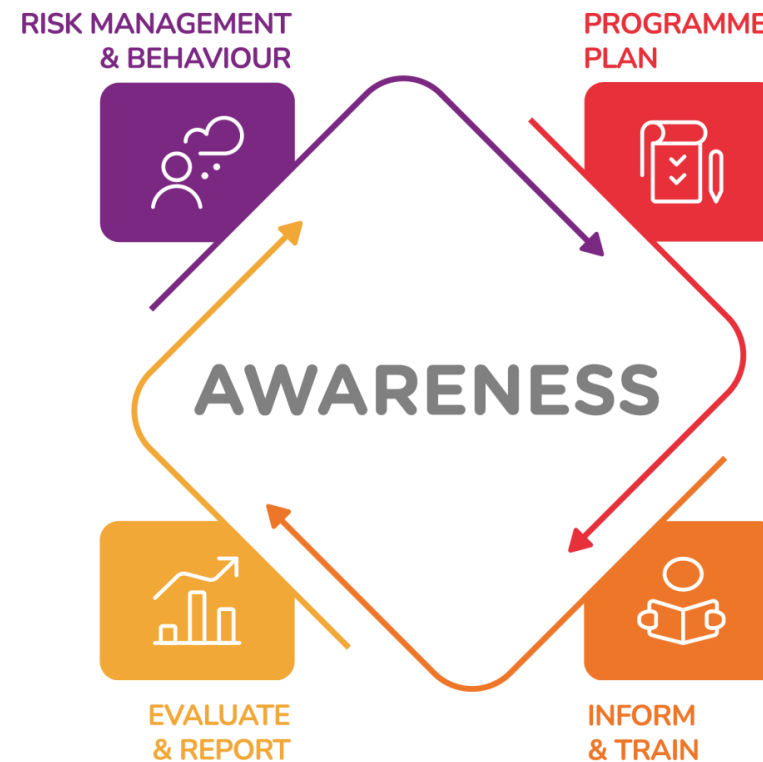 RISK MANAGEMENT
& BEHAVIOUR
PROGRAMME
PLAN
AWARENESS
EVALUATE
& REPORT
INFORM
& TRAIN